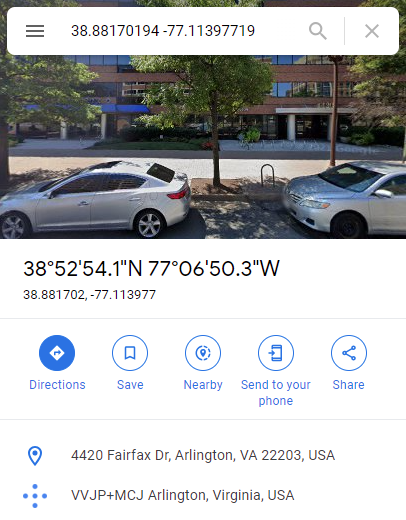 38.88170194 -77.11397719
38°52'54.1"N 77°06'50.3"W
38.881702, -77.113977
Directions
Save
Nearby
Send to your
phone
Share
4420 Fairfax Dr, Arlington, VA 22203, USA
VVJP+MCJ Arlington, Virginia, USA